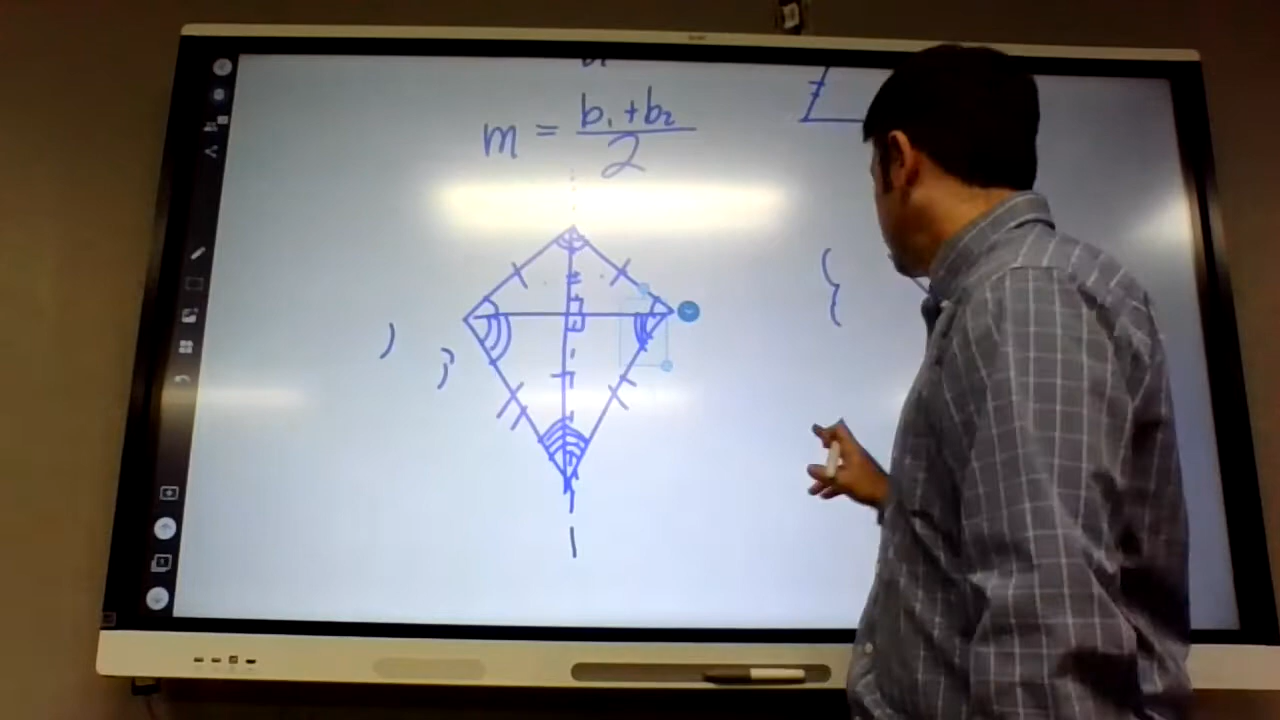 m = b₁ + b₂ / 2